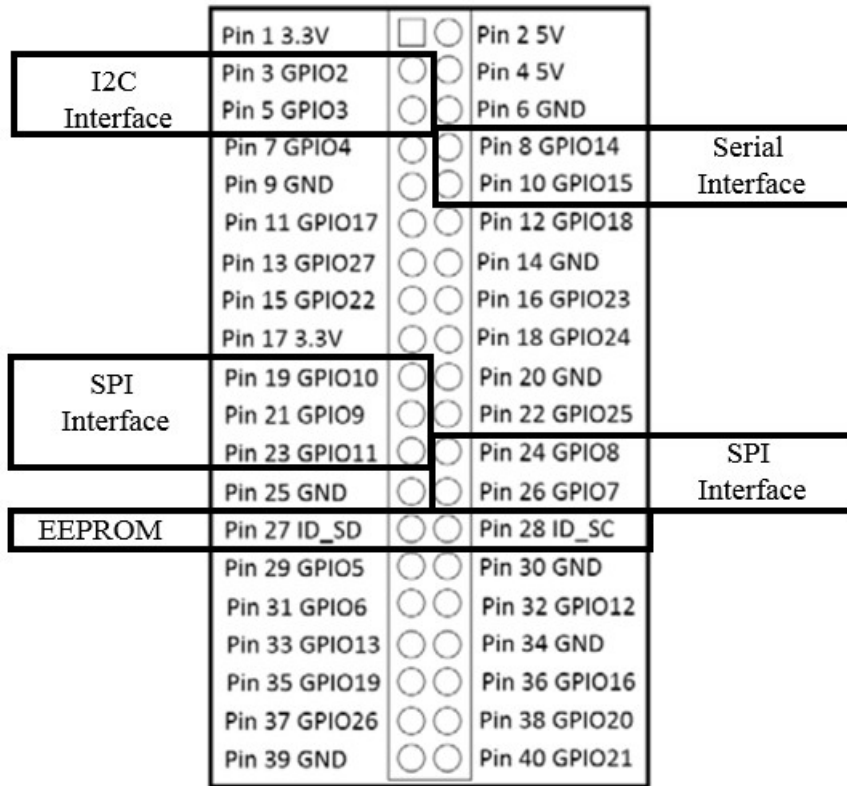 Pin 1 3.3V Pin 2 5V
I2C Interface Pin 3 GPIO2 Pin 4 5V
Pin 5 GPIO3 Pin 6 GND
Pin 7 GPIO4 Pin 8 GPIO14 Serial Interface
Pin 9 GND Pin 10 GPIO15
Pin 11 GPIO17 Pin 12 GPIO18
Pin 13 GPIO27 Pin 14 GND
Pin 15 GPIO22 Pin 16 GPIO23
Pin 17 3.3V Pin 18 GPIO24
SPI Interface Pin 19 GPIO10 Pin 20 GND
Pin 21 GPIO9 Pin 22 GPIO25
Pin 23 GPIO11 Pin 24 GPIO8 SPI Interface
Pin 25 GND Pin 26 GPIO7
EEPROM Pin 27 ID_SD Pin 28 ID_SC
Pin 29 GPIO5 Pin 30 GND
Pin 31 GPIO6 Pin 32 GPIO12
Pin 33 GPIO13 Pin 34 GND
Pin 35 GPIO19 Pin 36 GPIO16
Pin 37 GPIO26 Pin 38 GPIO20
Pin 39 GND Pin 40 GPIO21